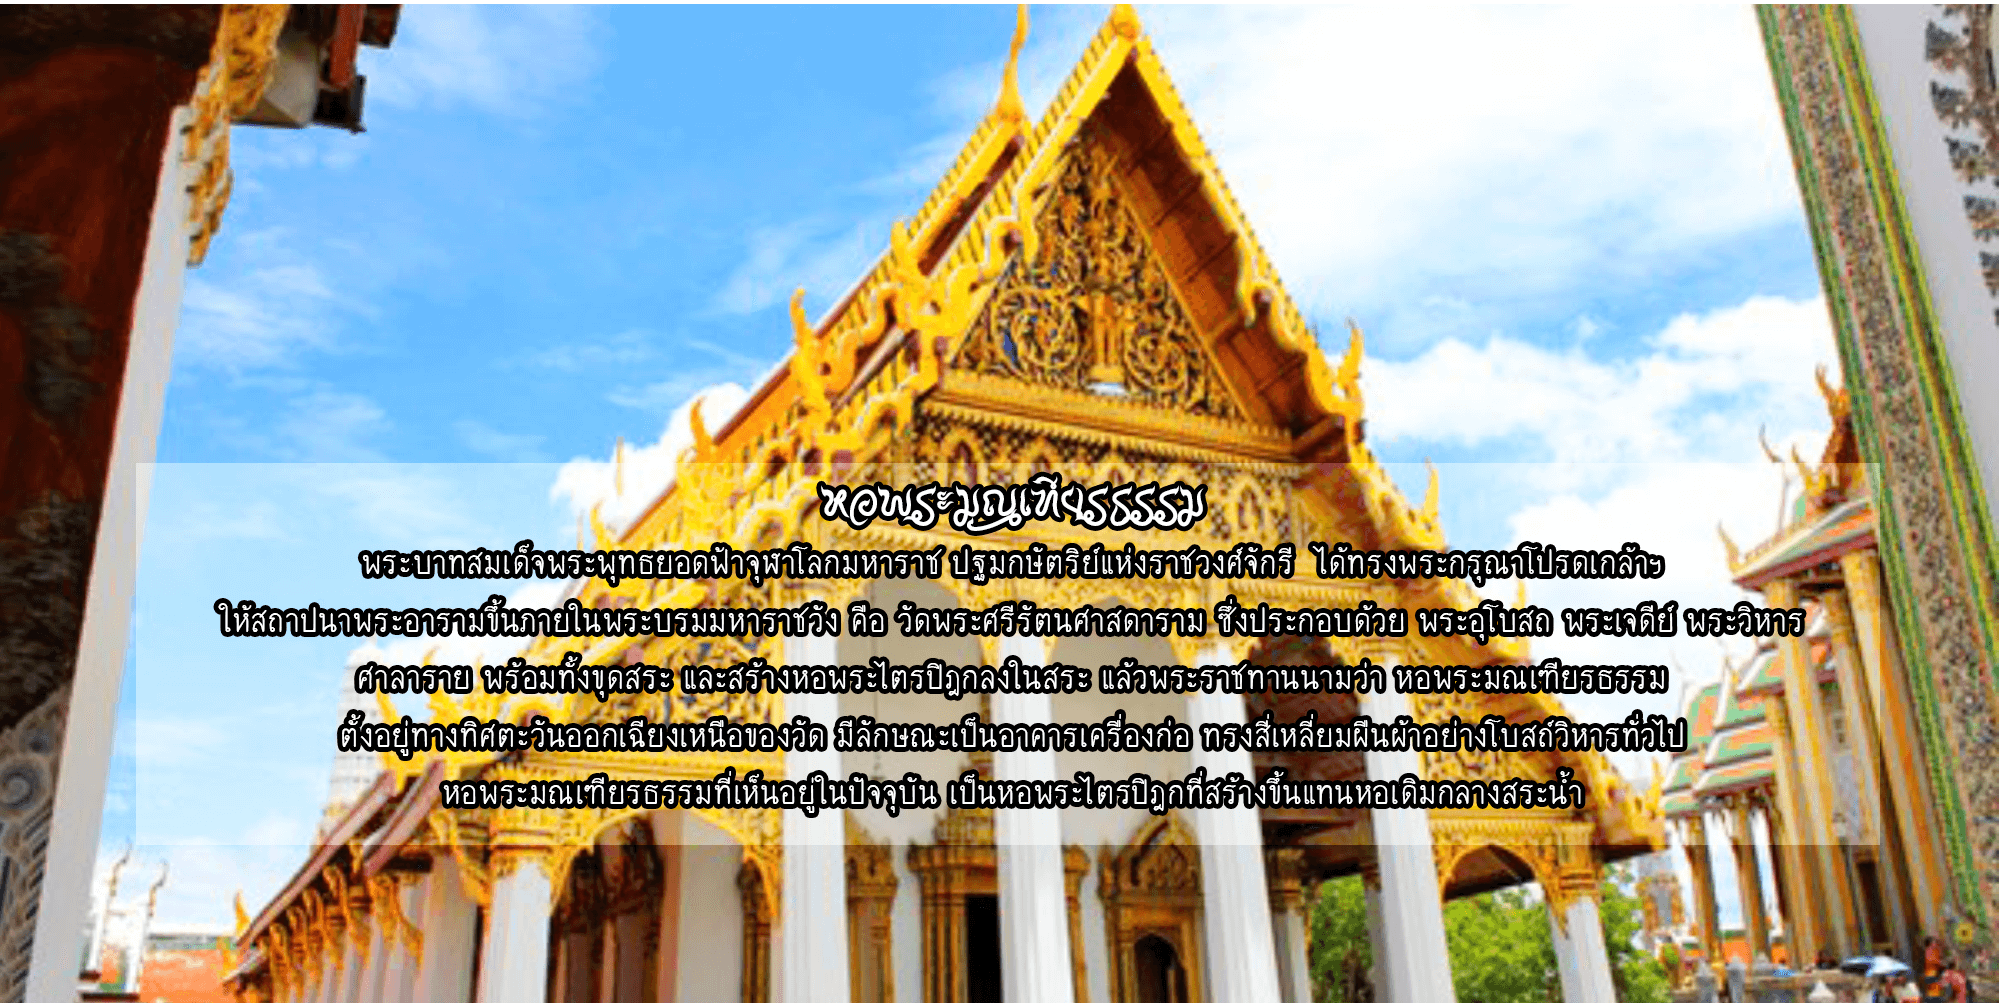 หอพระมณเฑียรธรรม
พระบาทสมเด็จพระพุทธยอดฟ้าจุฬาโลกมหาราช ปฐมกษัตริย์แห่งราชวงศ์จักรี ได้ทรงพระกรุณาโปรดเกล้าฯ
ให้สถาปนาพระอารามขึ้นภายในพระบรมมหาราชวัง คือ วัดพระศรีรัตนศาสดาราม ซึ่งประกอบด้วย พระอุโบสถ พระเจดีย์ พระวิหาร
ศาลาราย พร้อมทั้งขุดสระ และสร้างหอพระไตรปิฎกลงในสระ แล้วพระราชทานนามว่า หอพระมณเฑียรธรรม
ตั้งอยู่ทางทิศตะวันออกเฉียงเหนือของวัด มีลักษณะเป็นอาคารเครื่องก่อ ทรงสี่เหลี่ยมผืนผ้าอย่างโบสถ์วิหารทั่วไป
หอพระมณเฑียรธรรมที่เห็นอยู่ในปัจจุบัน เป็นหอพระไตรปิฎกที่สร้างขึ้นแทนหอเดิมกลางสระน้ำ